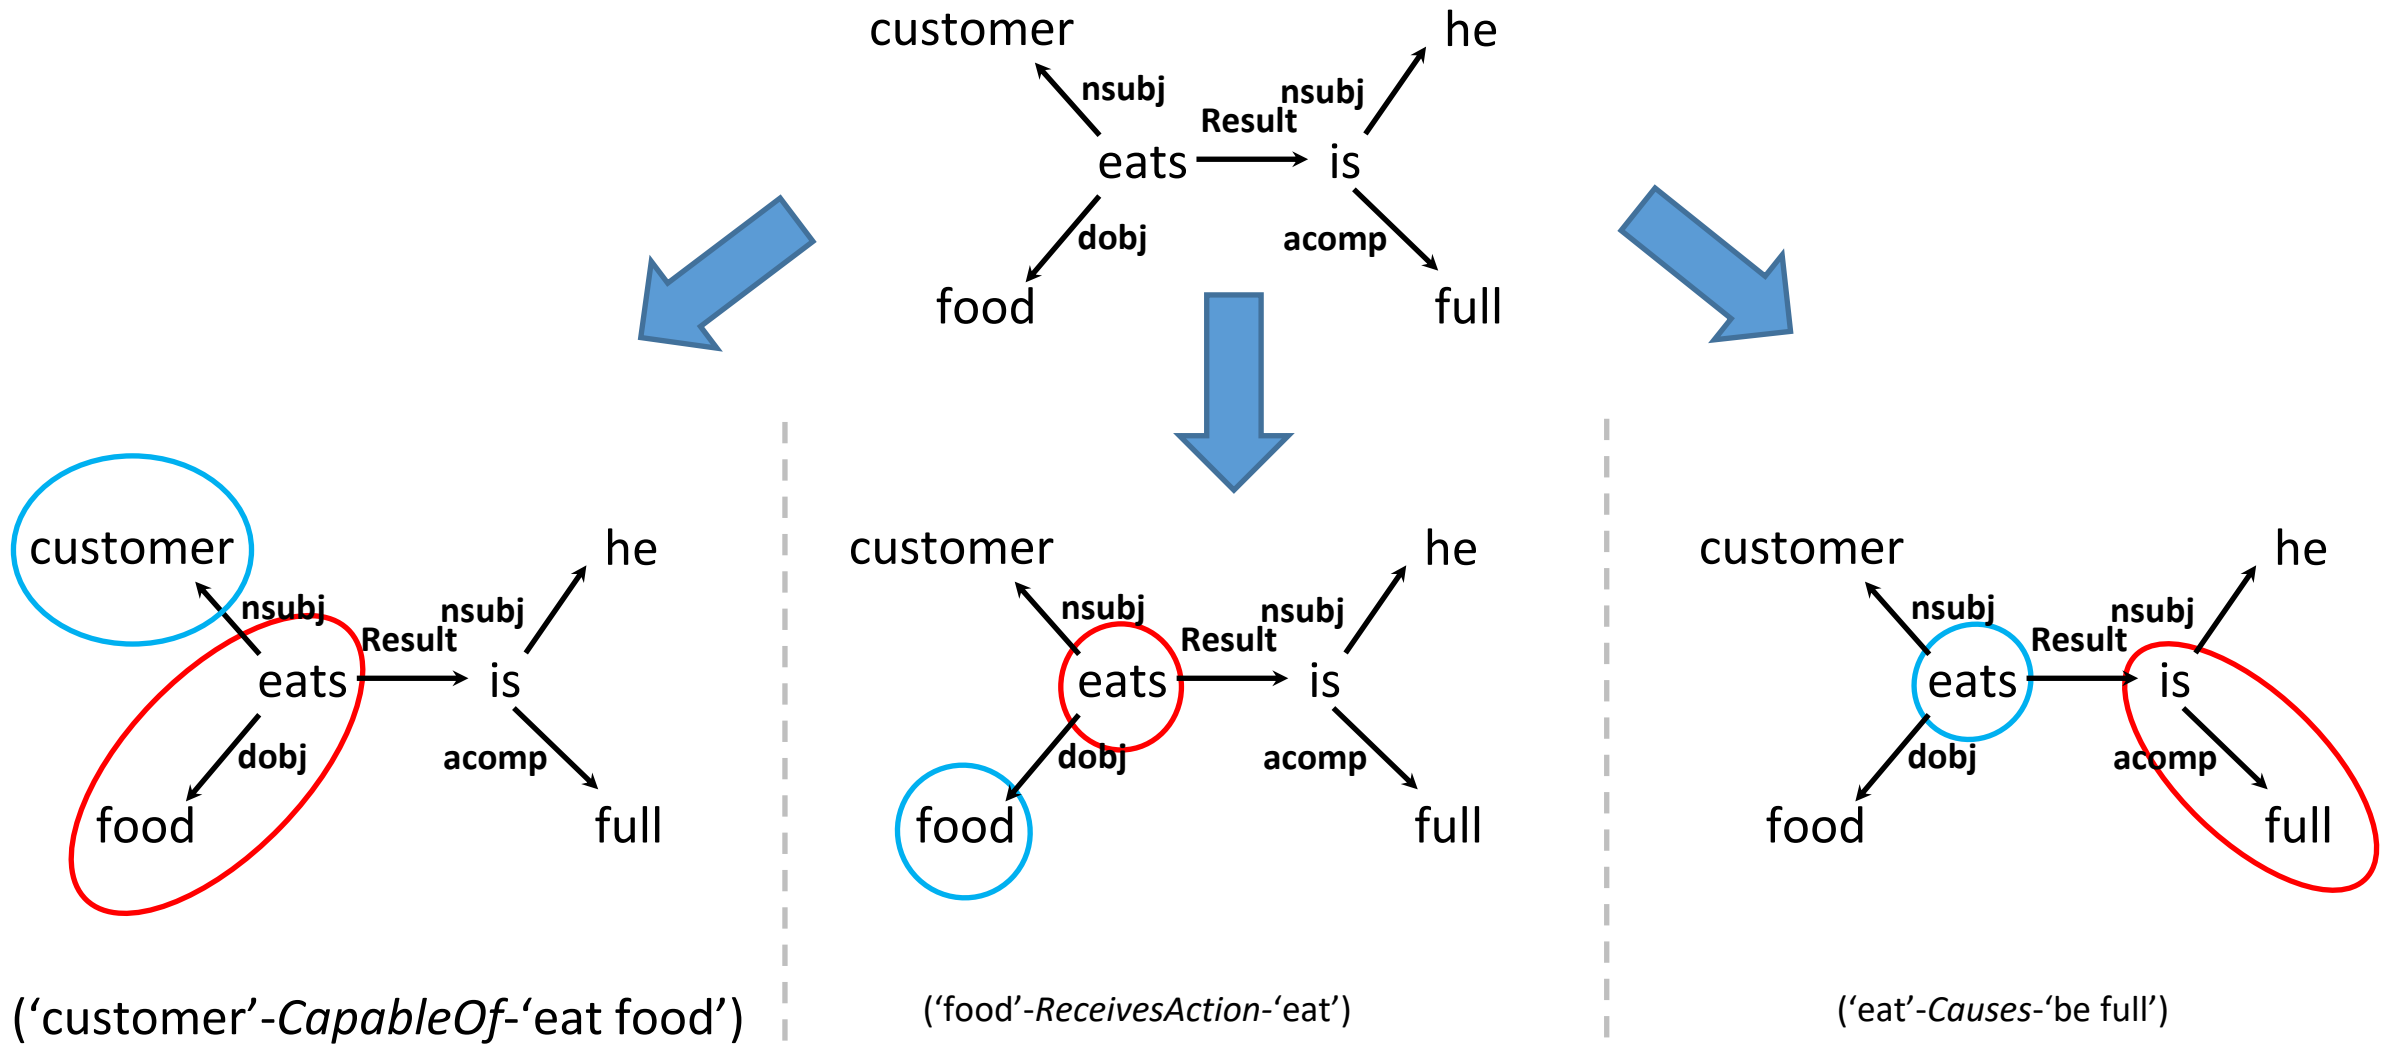 customer
he
nsubj
nsubj
Result
eats
is
dobj
acomp
food
full
customer
he
nsubj
nsubj
Result
eats
is
dobj
acomp
food
full
(‘customer’-CapableOf-‘eat food’)
customer
he
nsubj
nsubj
Result
eats
is
dobj
acomp
food
full
(‘food’-ReceivesAction-‘eat’)
customer
he
nsubj
nsubj
Result
eats
is
dobj
acomp
food
full
(‘eat’-Causes-‘be full’)